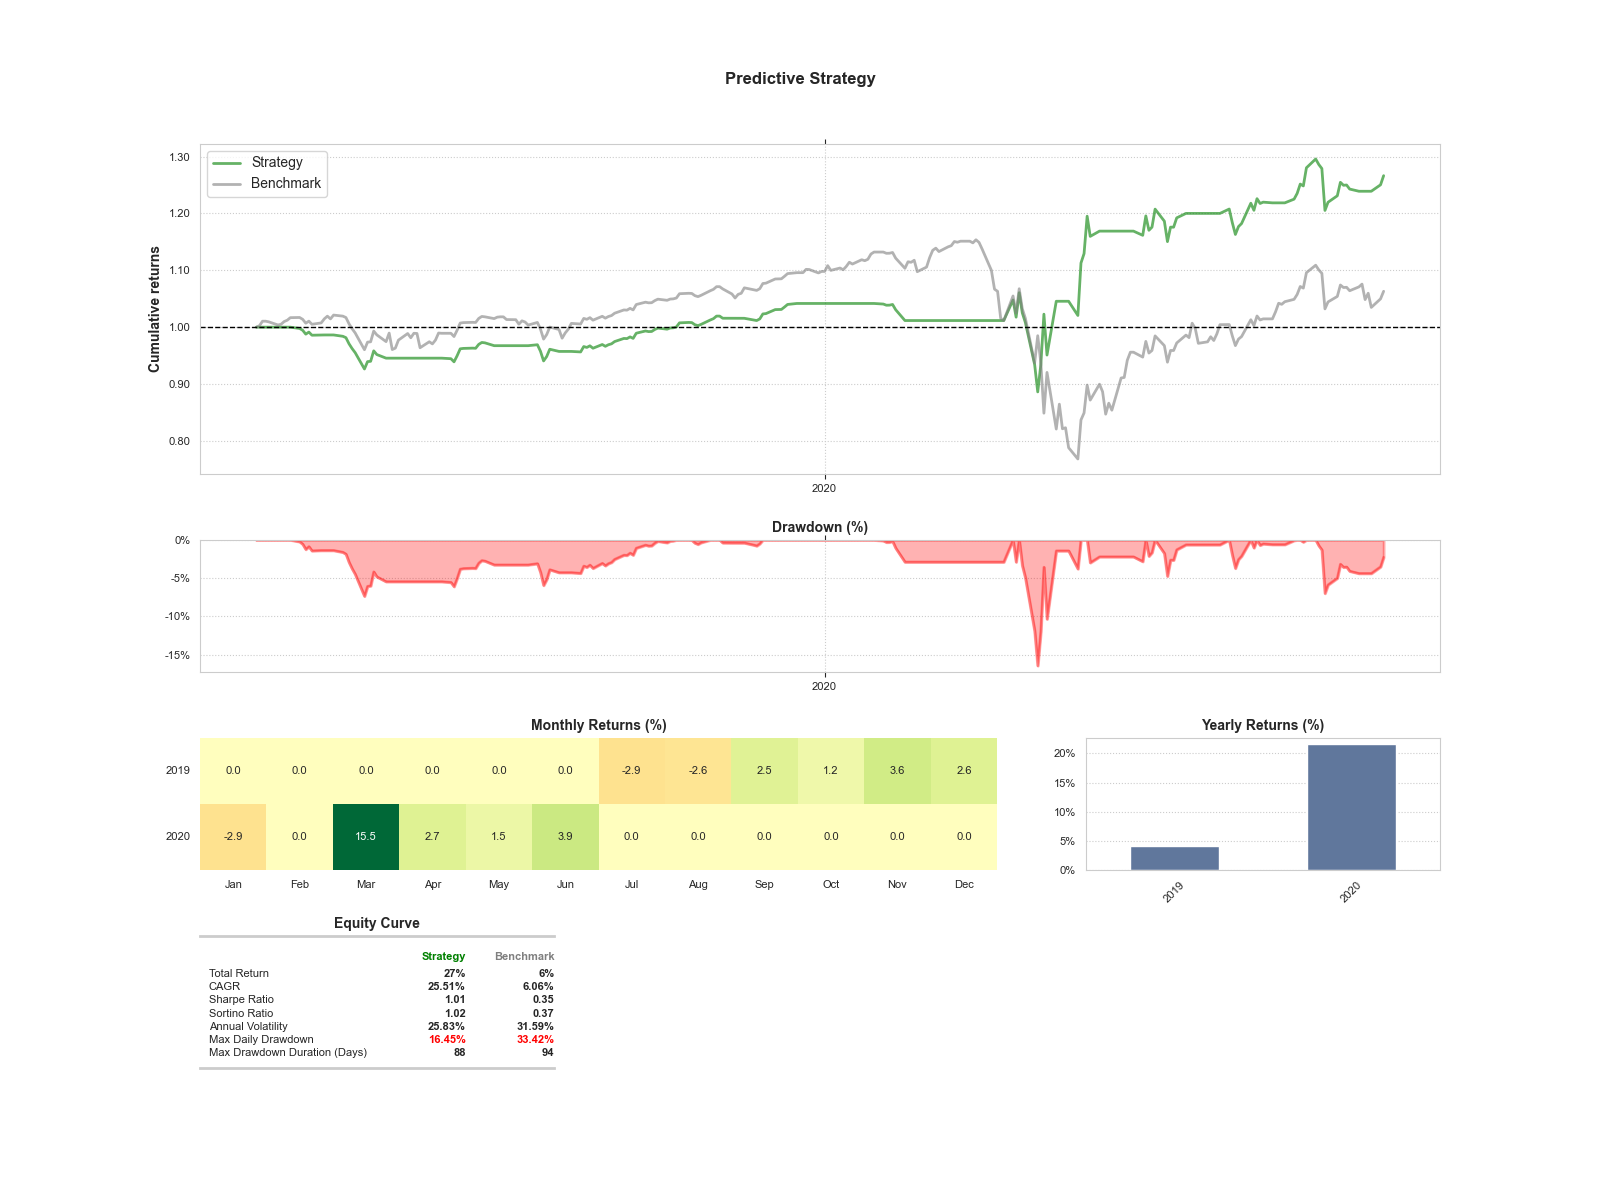 Predictive Strategy
Cumulative returns
1.30
1.20
1.10
1.00
0.90
0.80
Strategy
Benchmark
2020
Drawdown (%)
0%
-5%
-10%
-15%
2020
Monthly Returns (%)
2019 0.0 0.0 0.0 0.0 0.0 0.0 -2.9 -2.6 2.5 1.2 3.6 2.6
2020 -2.9 0.0 15.5 2.7 1.5 3.9 0.0 0.0 0.0 0.0 0.0 0.0
Jan Feb Mar Apr May Jun Jul Aug Sep Oct Nov Dec
Yearly Returns (%)
20%
15%
10%
5%
0%
2019 2020
Equity Curve
Strategy Benchmark
Total Return 27% 6%
CAGR 25.51% 6.06%
Sharpe Ratio 1.01 0.35
Sortino Ratio 1.02 0.37
Annual Volatility 25.83% 31.59%
Max Daily Drawdown 16.45% 33.42%
Max Drawdown Duration (Days) 88 94